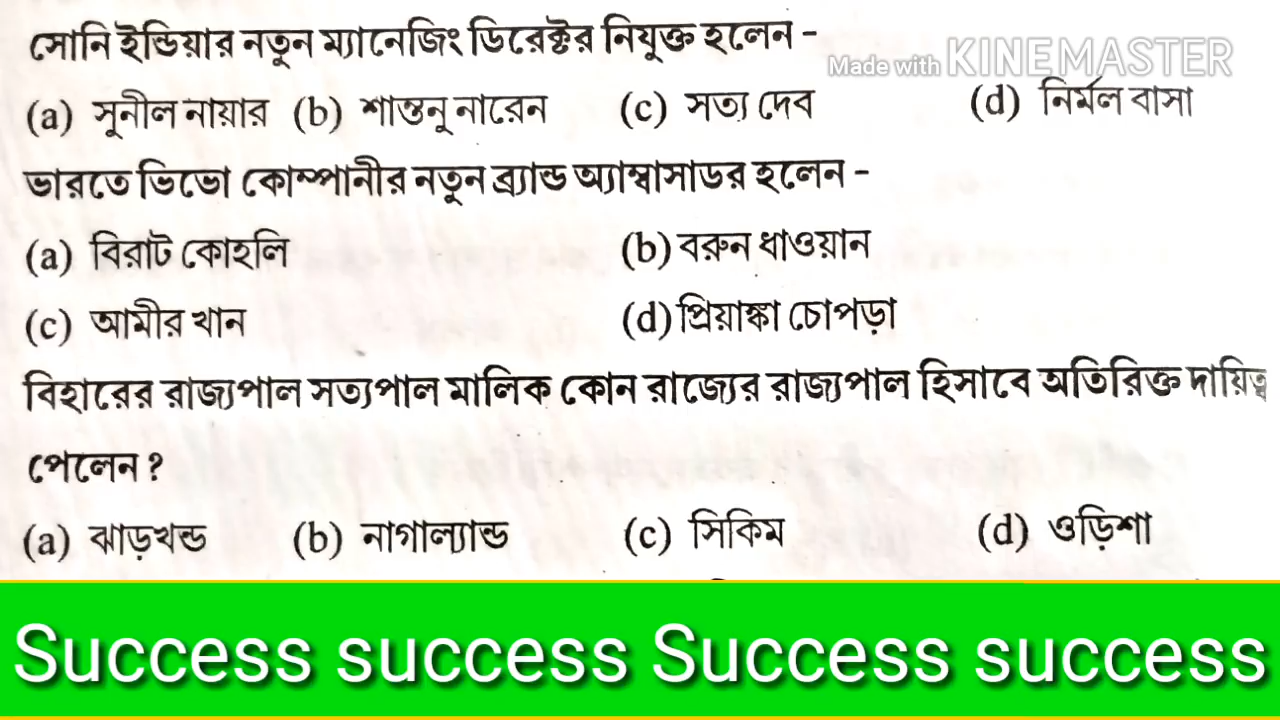 সোনি ইন্ডিয়ার নতুন ম্যানেজিং ডিরেক্টর নিযুক্ত হলেন -
Made with KINEMASTER
(a) সুনীল নায়ার (b) শান্তনু নারেন (c) সত্য দেব (d) নির্মল বাসা
ভারতে ভিভো কোম্পানীর নতুন ব্র্যান্ড অ্যাম্বাসাডর হলেন -
(a) বিরাট কোহলি (b) বরুন ধাওয়ান
(c) আমীর খান (d) প্রিয়াঙ্কা চোপড়া
বিহারের রাজ্যপাল সত্যপাল মালিক কোন রাজ্যের রাজ্যপাল হিসাবে অতিরিক্ত দায়িত্ব
পেলেন ?
(a) ঝাড়খন্ড (b) নাগাল্যান্ড (c) সিকিম (d) ওড়িশা
Success success Success success